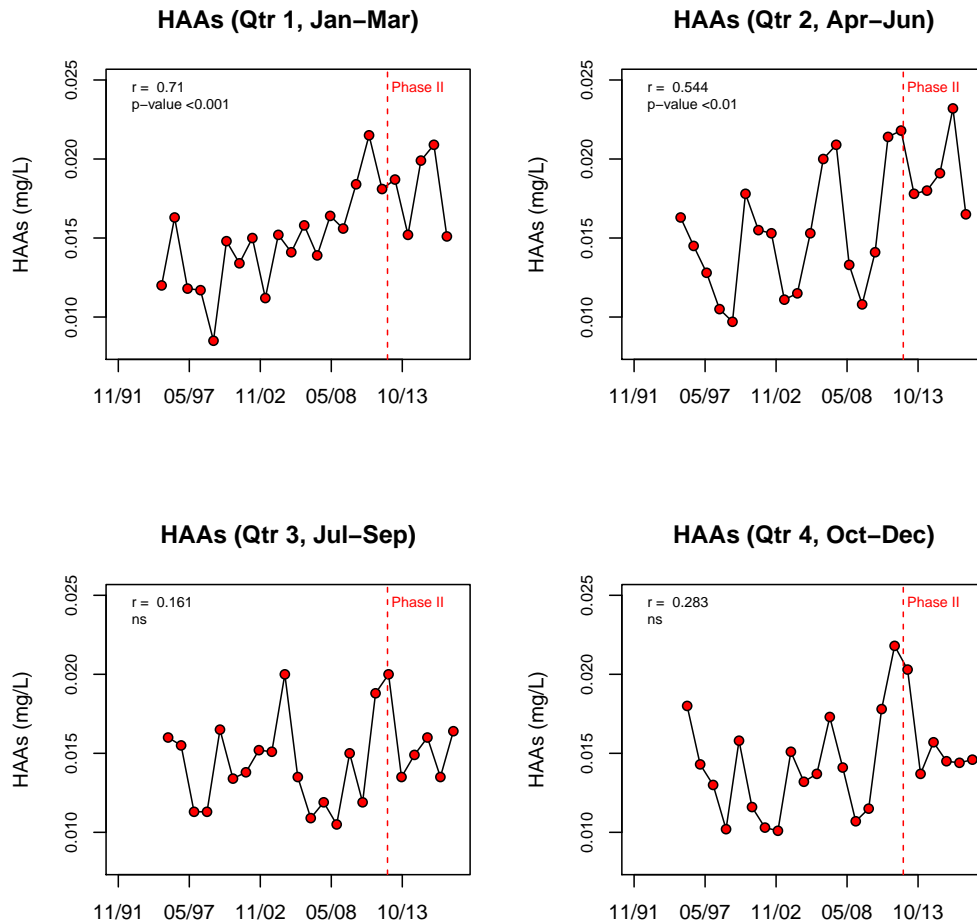 HAAs (Qtr 1, Jan−Mar)
r = 0.71
p−value <0.001
Phase II
HAAs (mg/L)
0.025
0.020
0.015
0.010
11/91 05/97 11/02 05/08 10/13
HAAs (Qtr 2, Apr−Jun)
r = 0.544
p−value <0.01
Phase II
HAAs (mg/L)
0.025
0.020
0.015
0.010
11/91 05/97 11/02 05/08 10/13
HAAs (Qtr 3, Jul−Sep)
r = 0.161
ns
Phase II
HAAs (mg/L)
0.025
0.020
0.015
0.010
11/91 05/97 11/02 05/08 10/13
HAAs (Qtr 4, Oct−Dec)
r = 0.283
ns
Phase II
HAAs (mg/L)
0.025
0.020
0.015
0.010
11/91 05/97 11/02 05/08 10/13